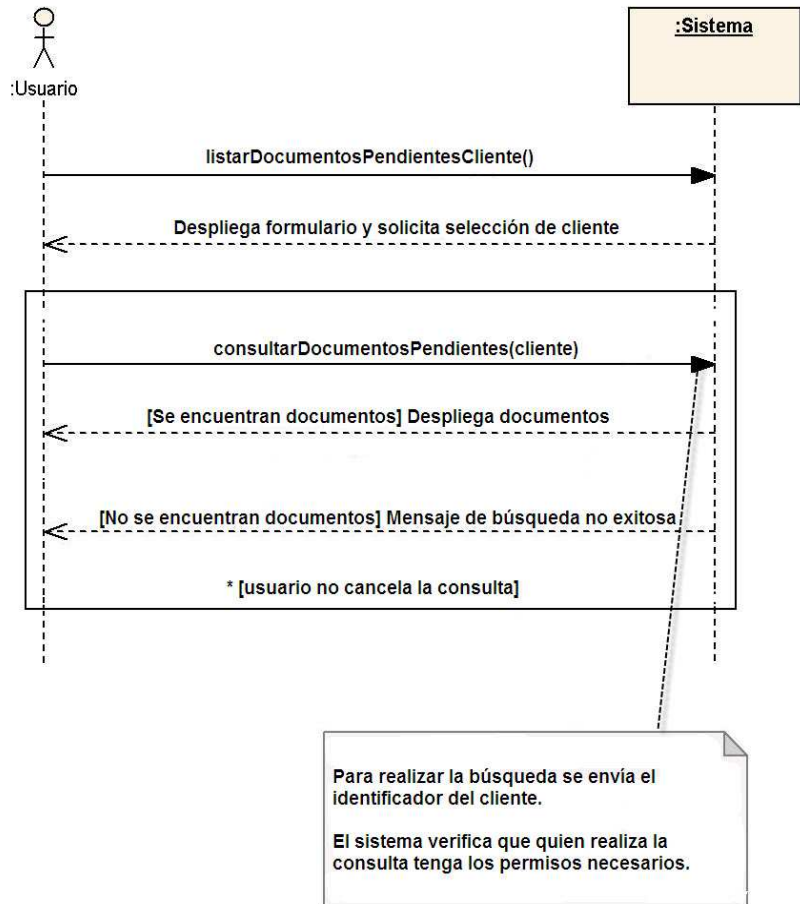 :Sistema
:Usuario
listarDocumentosPendientesCliente()
Despliega formulario y solicita selección de cliente
consultarDocumentosPendientes(cliente)
[Se encuentran documentos] Despliega documentos
[No se encuentran documentos] Mensaje de búsqueda no exitosa
* [usuario no cancela la consulta]
Para realizar la búsqueda se envía el
identificador del cliente.
El sistema verifica que quien realiza la
consulta tenga los permisos necesarios.